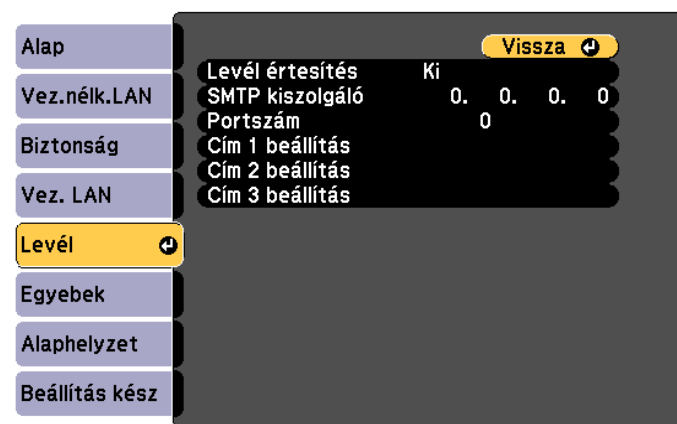 Alap
Vez.nélk.LAN
Biztonság
Vez. LAN
Levél
Egyebek
Alaphelyzet
Beállítás kész
Vissza
Levél értesítés Ki
SMTP kiszolgáló 0. 0. 0. 0
Portszám 0
Cím 1 beállítás
Cím 2 beállítás
Cím 3 beállítás